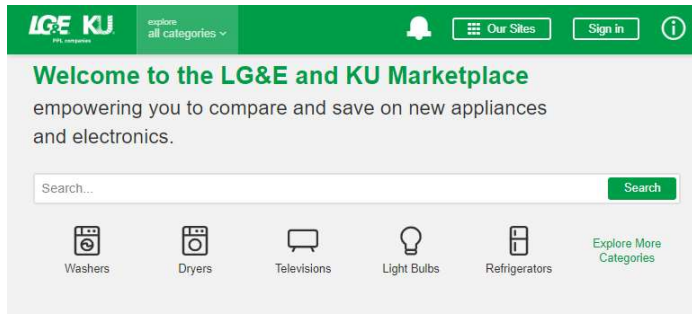 LG&E KU
PPL companies
explore
all categories
Our Sites
Sign in
Welcome to the LG&E and KU Marketplace
empowering you to compare and save on new appliances
and electronics.
Search...
Search
Washers
Dryers
Televisions
Light Bulbs
Refrigerators
Explore More
Categories